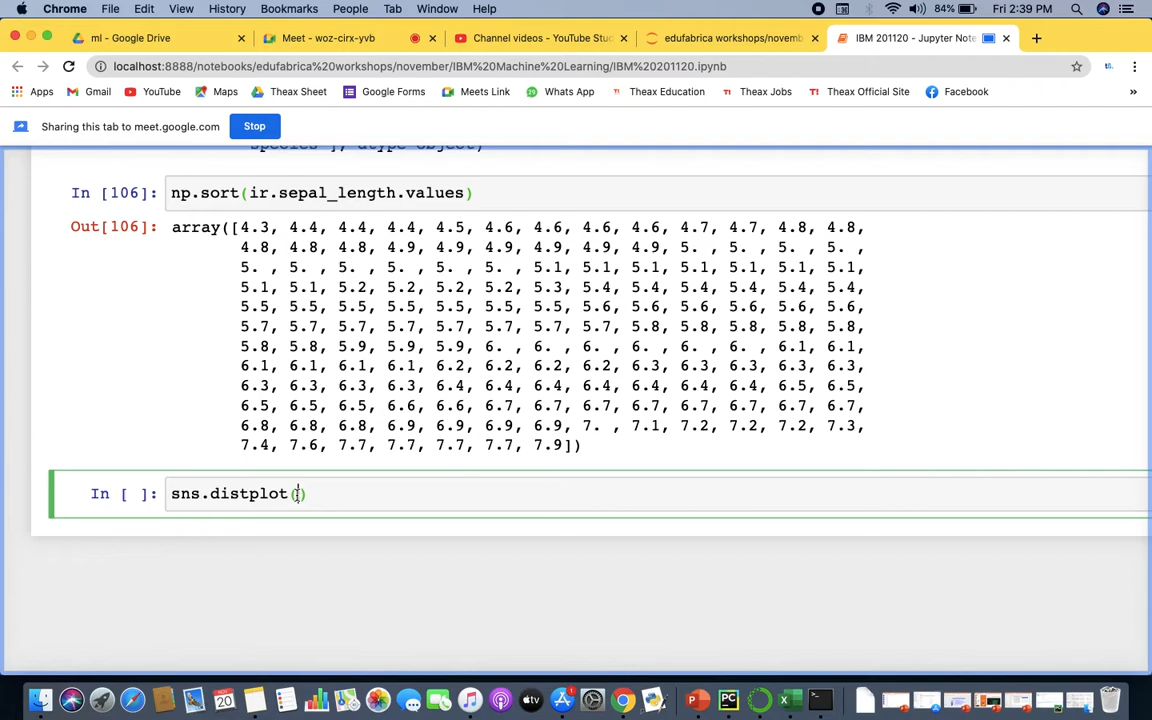 Chrome File Edit View History Bookmarks People Tab Window Help 84% Fri 2:39 PM
ml - Google Drive Meet - woz-cirx-yvb Channel videos - YouTube Stud edufabrica workshops/novemb IBM 201120 - Jupyter Note
localhost:8888/notebooks/edufabrica%20workshops/november/IBM%20Machine%20Learning/IBM%20201120.ipynb
Apps Gmail YouTube Maps Theax Sheet Google Forms Meets Link Whats App Theax Education Theax Jobs Theax Official Site Facebook »
Sharing this tab to meet.google.com Stop
species'], dtype='object')
In [106]: np.sort(ir.sepal_length.values)
Out[106]: array([4.3, 4.4, 4.4, 4.4, 4.5, 4.6, 4.6, 4.6, 4.6, 4.7, 4.7, 4.8, 4.8,
4.8, 4.8, 4.8, 4.9, 4.9, 4.9, 4.9, 4.9, 4.9, 5. , 5. , 5. , 5. ,
5. , 5. , 5. , 5. , 5. , 5. , 5.1, 5.1, 5.1, 5.1, 5.1, 5.1, 5.1,
5.1, 5.1, 5.2, 5.2, 5.2, 5.2, 5.3, 5.4, 5.4, 5.4, 5.4, 5.4, 5.4,
5.5, 5.5, 5.5, 5.5, 5.5, 5.5, 5.5, 5.6, 5.6, 5.6, 5.6, 5.6, 5.6,
5.7, 5.7, 5.7, 5.7, 5.7, 5.7, 5.7, 5.7, 5.8, 5.8, 5.8, 5.8, 5.8,
5.8, 5.8, 5.9, 5.9, 5.9, 6. , 6. , 6. , 6. , 6. , 6. , 6.1, 6.1,
6.1, 6.1, 6.1, 6.1, 6.2, 6.2, 6.2, 6.2, 6.3, 6.3, 6.3, 6.3, 6.3,
6.3, 6.3, 6.3, 6.3, 6.4, 6.4, 6.4, 6.4, 6.4, 6.4, 6.4, 6.5, 6.5,
6.5, 6.5, 6.5, 6.6, 6.6, 6.7, 6.7, 6.7, 6.7, 6.7, 6.7, 6.7, 6.7,
6.8, 6.8, 6.8, 6.9, 6.9, 6.9, 6.9, 7. , 7.1, 7.2, 7.2, 7.2, 7.3,
7.4, 7.6, 7.7, 7.7, 7.7, 7.7, 7.9])
In [ ]: sns.distplot()